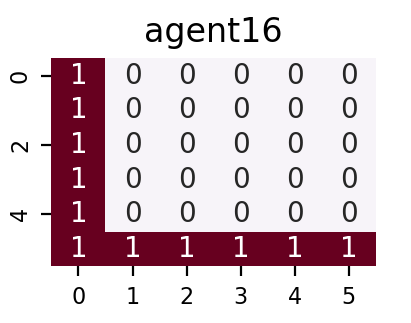 agent16
0 1 0 0 0 0 0
1 0 0 0 0 0
2 1 0 0 0 0 0
1 0 0 0 0 0
4 1 0 0 0 0 0
1 1 1 1 1 1
0 1 2 3 4 5